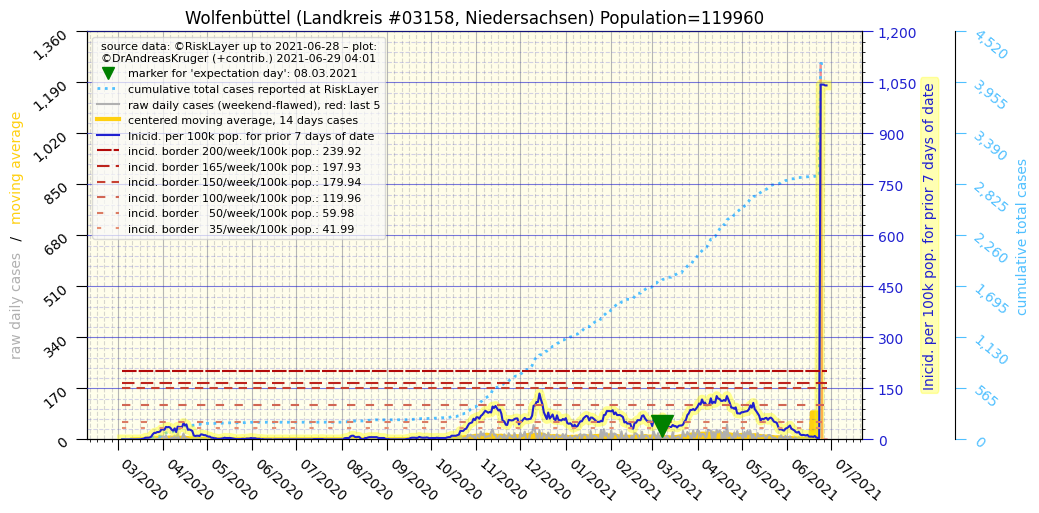 Wolfenbüttel (Landkreis #03158, Niedersachsen) Population=119960
source data: ©RiskLayer up to 2021-06-28 – plot:
©DrAndreasKruger (+contrib.) 2021-06-29 04:01
marker for 'expectation day': 08.03.2021
cumulative total cases reported at RiskLayer
raw daily cases (weekend-flawed), red: last 5
centered moving average, 14 days cases
Inicid. per 100k pop. for prior 7 days of date
incid. border 200/week/100k pop.: 239.92
incid. border 165/week/100k pop.: 197.93
incid. border 150/week/100k pop.: 179.94
incid. border 100/week/100k pop.: 119.96
incid. border   50/week/100k pop.: 59.98
incid. border   35/week/100k pop.: 41.99
raw daily cases  /  moving average
1,360
1,190
1,020
850
680
510
340
170
0
03/2020
04/2020
05/2020
06/2020
07/2020
08/2020
09/2020
10/2020
11/2020
12/2020
01/2021
02/2021
03/2021
04/2021
05/2021
06/2021
07/2021
1,200
1,050
900
750
600
450
300
150
0
Inicid. per 100k pop. for prior 7 days of date
4,520
3,955
3,390
2,825
2,260
1,695
1,130
565
0
cumulative total cases